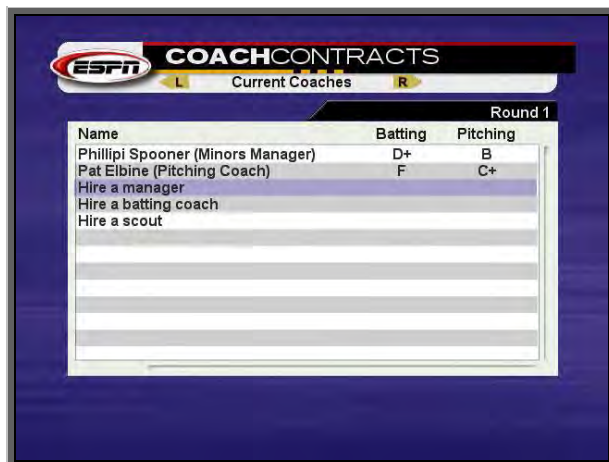 ESPN COACHCONTRACTS
L Current Coaches R
Round 1
Name Batting Pitching
Phillipi Spooner (Minors Manager) D+ B
Pat Elbine (Pitching Coach) F C+
Hire a manager
Hire a batting coach
Hire a scout